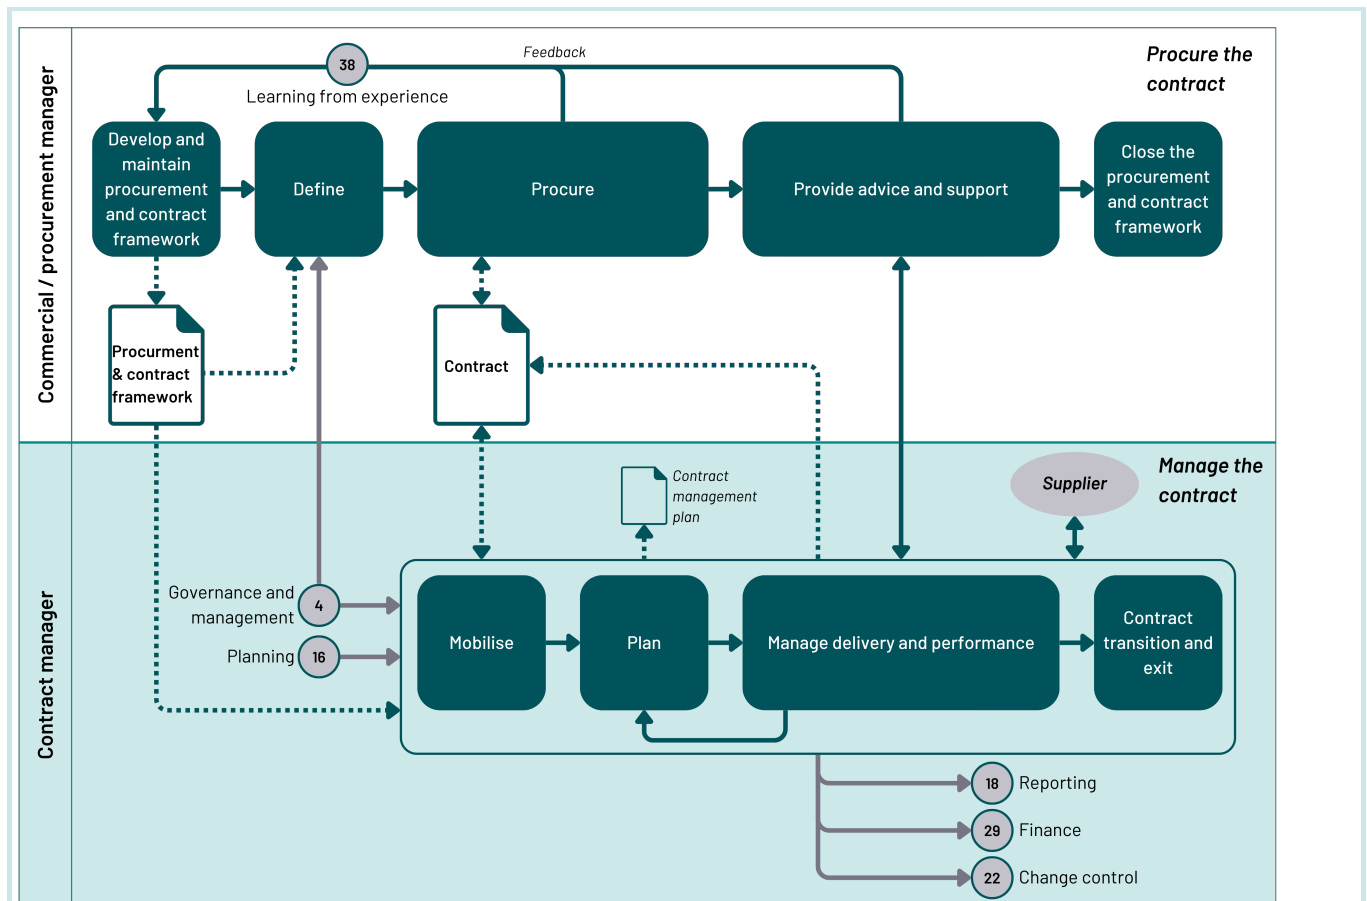 Commercial / procurement manager
Procure the
contract
Feedback
38
Learning from experience
Develop and
maintain
procurement
and contract
framework
Define
Procure
Provide advice and support
Close the
procurement
and contract
framework
Procurment
& contract
framework
Contract
Contract manager
Manage the
contract
Supplier
Contract
management
plan
Governance and
management
4
Planning
16
Mobilise
Plan
Manage delivery and performance
Contract
transition and
exit
18
Reporting
29
Finance
22
Change control